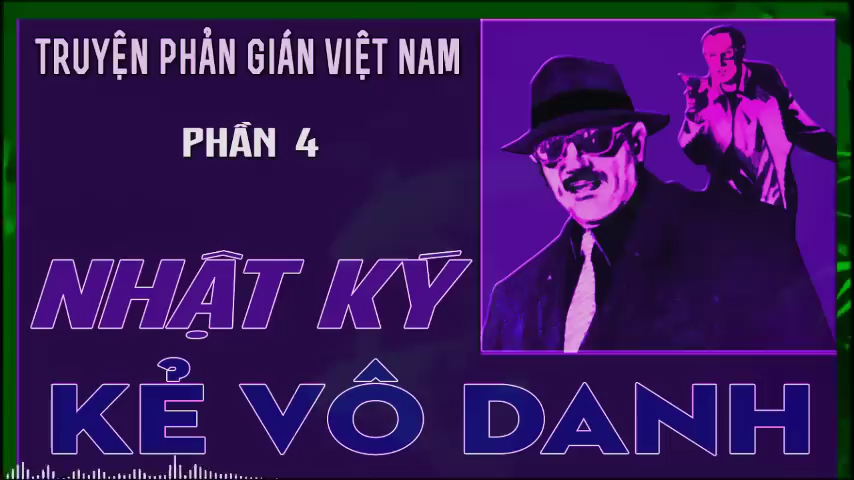 TRUYỆN PHẢN GIÁN VIỆT NAM
PHẦN 4
NHẬT KÝ
KẺ VÔ DANH